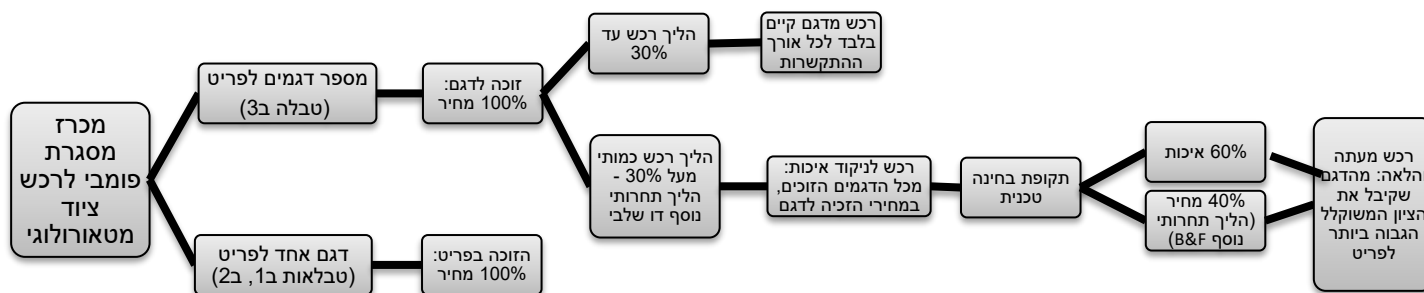 מכרז
מסגרת
פומבי לרכש
ציוד
מטאורולוגי
מספר דגמים לפריט
(טבלה ב3)
זוכה לדגם:
100% מחיר
הליך רכש עד
30%
רכש מדגם קיים
בלבד לכל אורך
ההתקשרות
הליך רכש כמותי
מעל 30% -
הליך תחרותי
נוסף דו שלבי
רכש לניקוד איכות:
מכל הדגמים הזוכים,
במחירי הזכיה לדגם
תקופת בחינה
טכנית
60% איכות
40% מחיר
(הליך תחרותי
נוסף B&F)
רכש מעתה
והלאה: מהדגם
שקיבל את
הציון המשוקלל
הגבוה ביותר
לפריט
דגם אחד לפריט
(טבלאות ב1, ב2)
הזוכה בפריט:
100% מחיר